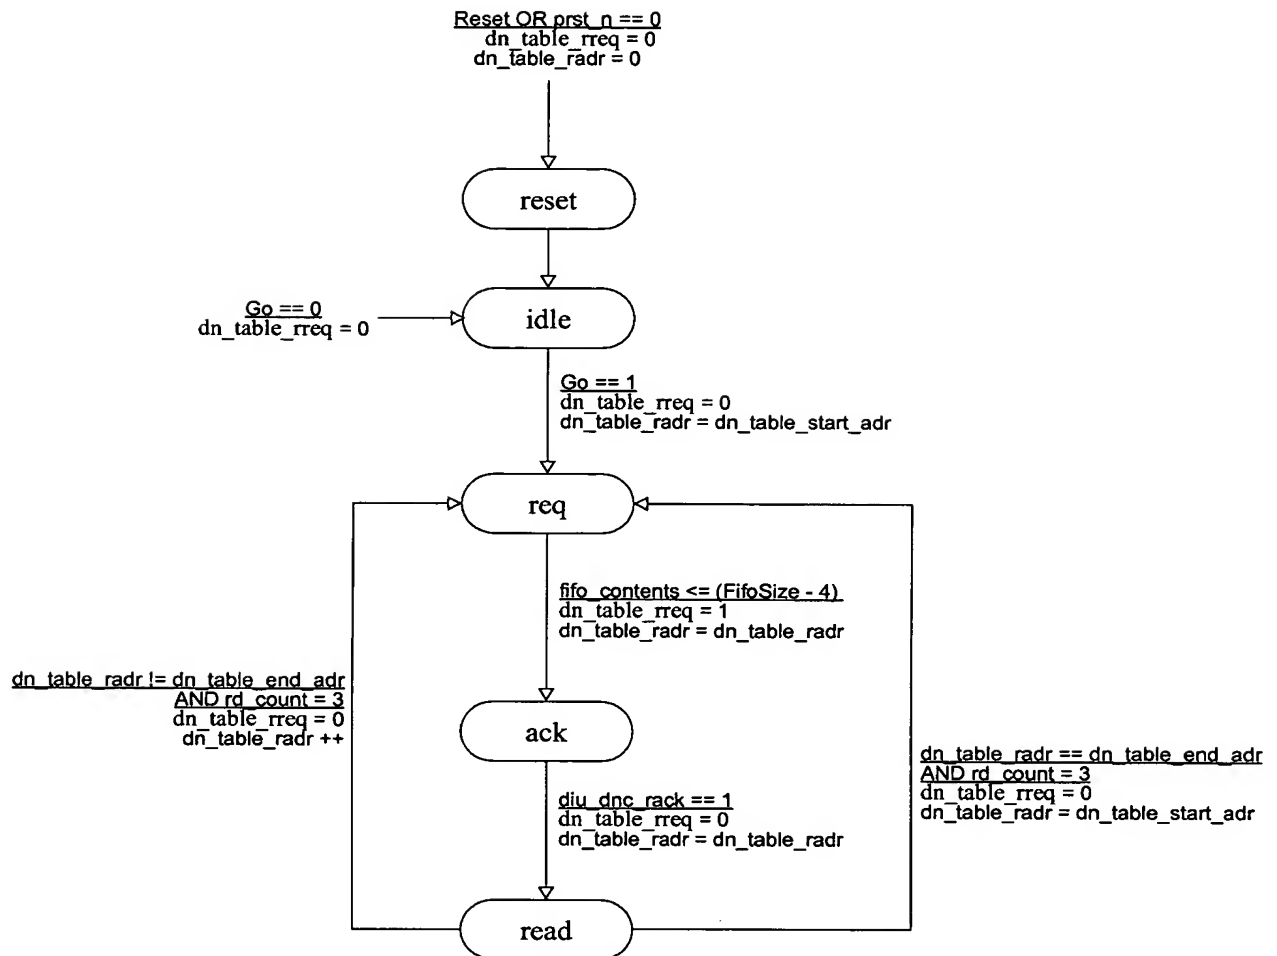 Reset OR prst_n == 0
dn_table_rreq = 0
dn_table_radr = 0
reset
Go == 0
dn_table_rreq = 0
idle
Go == 1
dn_table_rreq = 0
dn_table_radr = dn_table_start_adr
req
fifo_contents <= (FifoSize - 4)
dn_table_rreq = 1
dn_table_radr = dn_table_radr
dn_table_radr != dn_table_end_adr
AND rd_count = 3
dn_table_rreq = 0
dn_table_radr ++
ack
dn_table_radr == dn_table_end_adr
AND rd_count = 3
dn_table_rreq = 0
dn_table_radr = dn_table_start_adr
diu_dnc_rack == 1
dn_table_rreq = 0
dn_table_radr = dn_table_radr
read